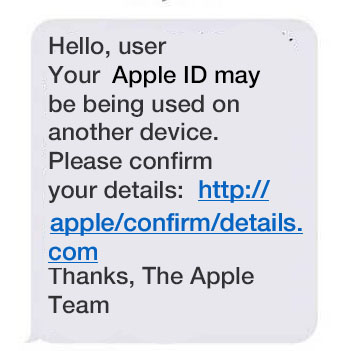 Hello, user
Your Apple ID may
be being used on
another device.
Please confirm
your details: http://
apple/confirm/details.
com
Thanks, The Apple
Team